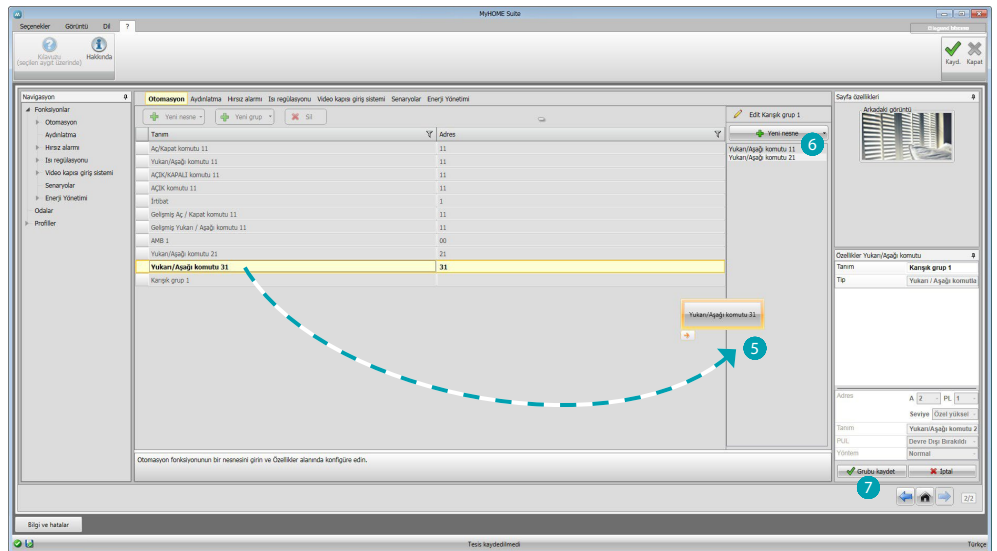 MyHOME Suite
Seçenekler Görüntü Dil ?
Kılavuzu
(seçilen aygıt üzerinde)
Hakkında
Kayd. Kapat
Navigasyon
Fonksiyonlar
Otomasyon
Aydınlatma
Hırsız alarmı
Isı regülasyonu
Video kapısı giriş sistemi
Senaryolar
Enerji Yönetimi
Odalar
Profiller
Otomasyon Aydınlatma Hırsız alarmı Isı regülasyonu Video kapısı giriş sistemi Senaryolar Enerji Yönetimi
Yeni nesne Yeni grup Sil
Tanım Adres
Aç/Kapat komutu 11 11
Yukarı/Aşağı komutu 11 11
AÇIK/KAPALI komutu 11 11
AÇIK komutu 11 11
İrtibat 1
Gelişmiş Aç / Kapat komutu 11 11
Gelişmiş Yukarı / Aşağı komutu 11 11
AMB 1 00
Yukarı/Aşağı komutu 21 21
Yukarı/Aşağı komutu 31 31
Karışık grup 1
Edit Karışık grup 1
Yeni nesne
6
Yukarı/Aşağı komutu 11
Yukarı/Aşağı komutu 21
Yukarı/Aşağı komutu 31
5
Otomasyon fonksiyonunun bir nesnesini girin ve Özellikler alanında konfigüre edin.
Sayfa özellikleri
Arkadaki görüntü
Özellikler Yukarı/Aşağı komutu
Tanım Karışık grup 1
Tip Yukarı / Aşağı komutla
Adres A 2 PL 1
Seviye Özel yüksel
Tanım Yukarı/Aşağı komutu 2
PUL Devre Dışı Bırakıldı
Yöntem Normal
Grubu kaydet İptal
7
2/2
Bilgi ve hatalar
Tesis kaydedilmedi
Türkçe